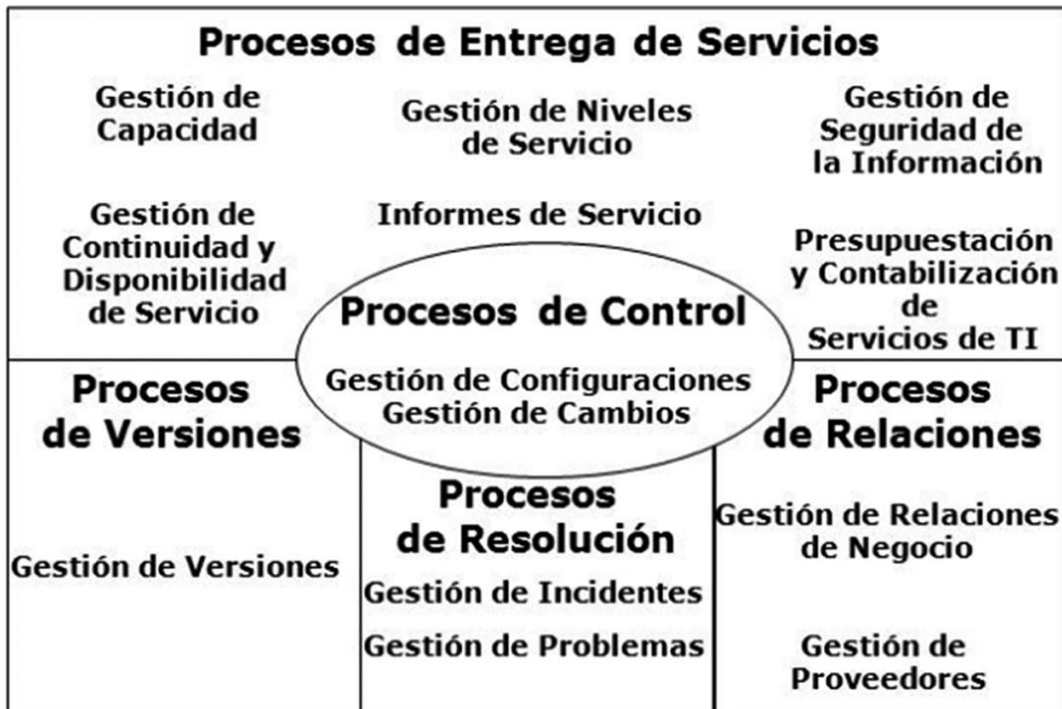 Procesos de Entrega de Servicios
Gestión de
Capacidad
Gestión de Niveles
de Servicio
Gestión de
Seguridad de
la Información
Gestión de
Continuidad y
Disponibilidad
de Servicio
Informes de Servicio
Presupuestación
y Contabilización
de
Servicios de TI
Procesos de Control
Gestión de Configuraciones
Gestión de Cambios
Procesos
de Versiones
Gestión de Versiones
Procesos
de Resolución
Gestión de Incidentes
Gestión de Problemas
Procesos
de Relaciones
Gestión de Relaciones
de Negocio
Gestión de
Proveedores